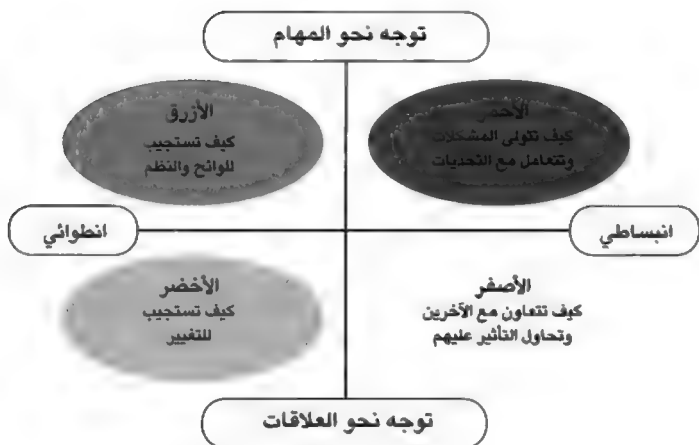 توجه نحو المهام
الأحمر
كيف تتولى المشكلات
وتتعامل مع التحديات
الأزرق
كيف تستجيب
للوائح والنظم
انبساطي
انطوائي
الأصفر
كيف تتعاون مع الآخرين
وتحاول التأثير عليهم
الأخضر
كيف تستجيب
للتغيير
توجه نحو العلاقات